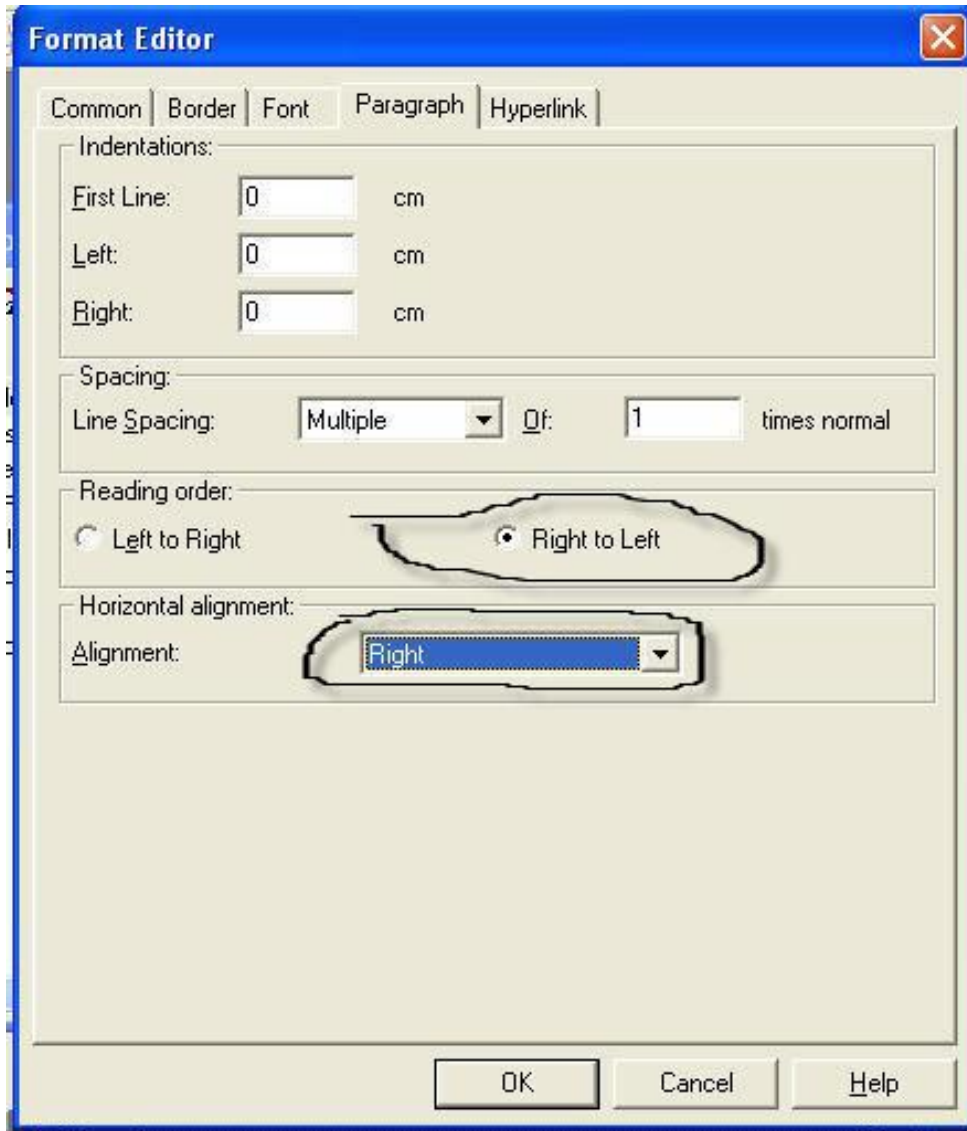 Format Editor
Common Border Font Paragraph Hyperlink
Indentations:
First Line: 0 cm
Left: 0 cm
Right: 0 cm
Spacing:
Line Spacing: Multiple Of: 1 times normal
Reading order:
Left to Right Right to Left
Horizontal alignment:
Alignment: Right
OK Cancel Help